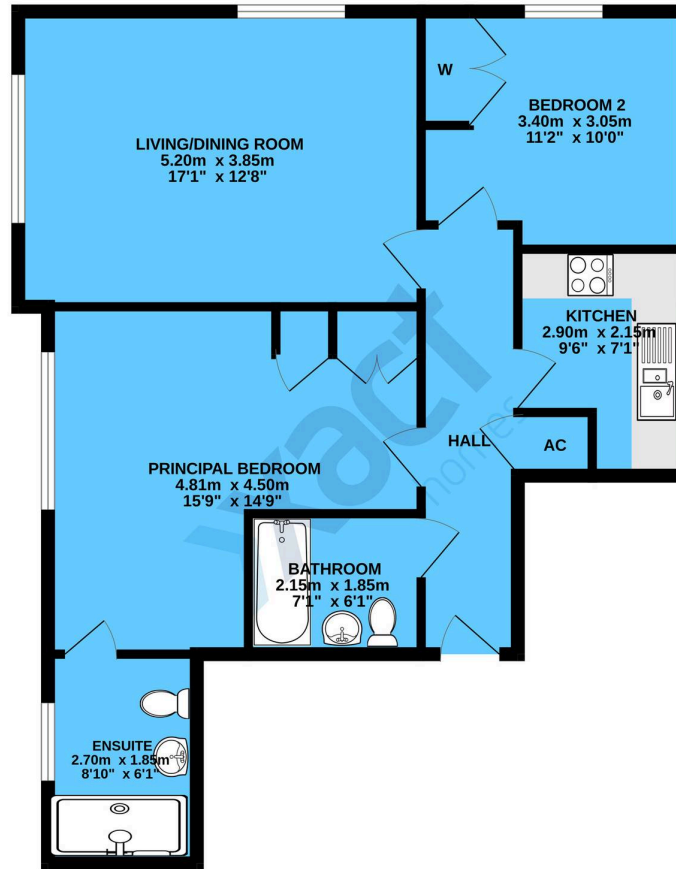 W
BEDROOM 2
3.40m x 3.05m
11'2" x 10'0"
LIVING/DINING ROOM
5.20m x 3.85m
17'1" x 12'8"
KITCHEN
2.90m x 2.15m
9'6" x 7'1"
HALL
AC
PRINCIPAL BEDROOM
4.81m x 4.50m
15'9" x 14'9"
BATHROOM
2.15m x 1.85m
7'1" x 6'1"
ENSUITE
2.70m x 1.85m
8'10" x 6'1"
xact
homes